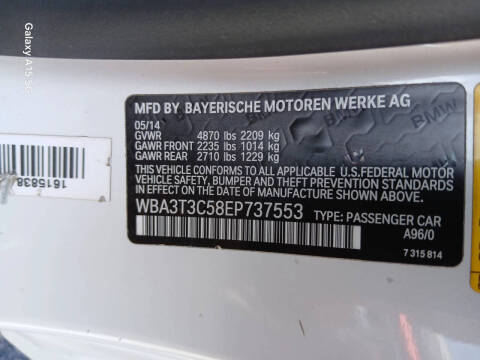 Galaxy A15 5G
MFD BY BAYERISCHE MOTOREN WERKE AG
05/14
GVWR 4870 lbs 2209 kg
GAWR FRONT 2235 lbs 1014 kg
GAWR REAR 2710 lbs 1229 kg
THIS VEHICLE CONFORMS TO ALL APPLICABLE U.S.FEDERAL MOTOR
VEHICLE SAFETY, BUMPER AND THEFT PREVENTION STANDARDS
IN EFFECT ON THE DATE OF MANUFACTURE SHOWN ABOVE.
WBA3T3C58EP737553 TYPE: PASSENGER CAR
A96/0
7 315 814
1615838
BMW